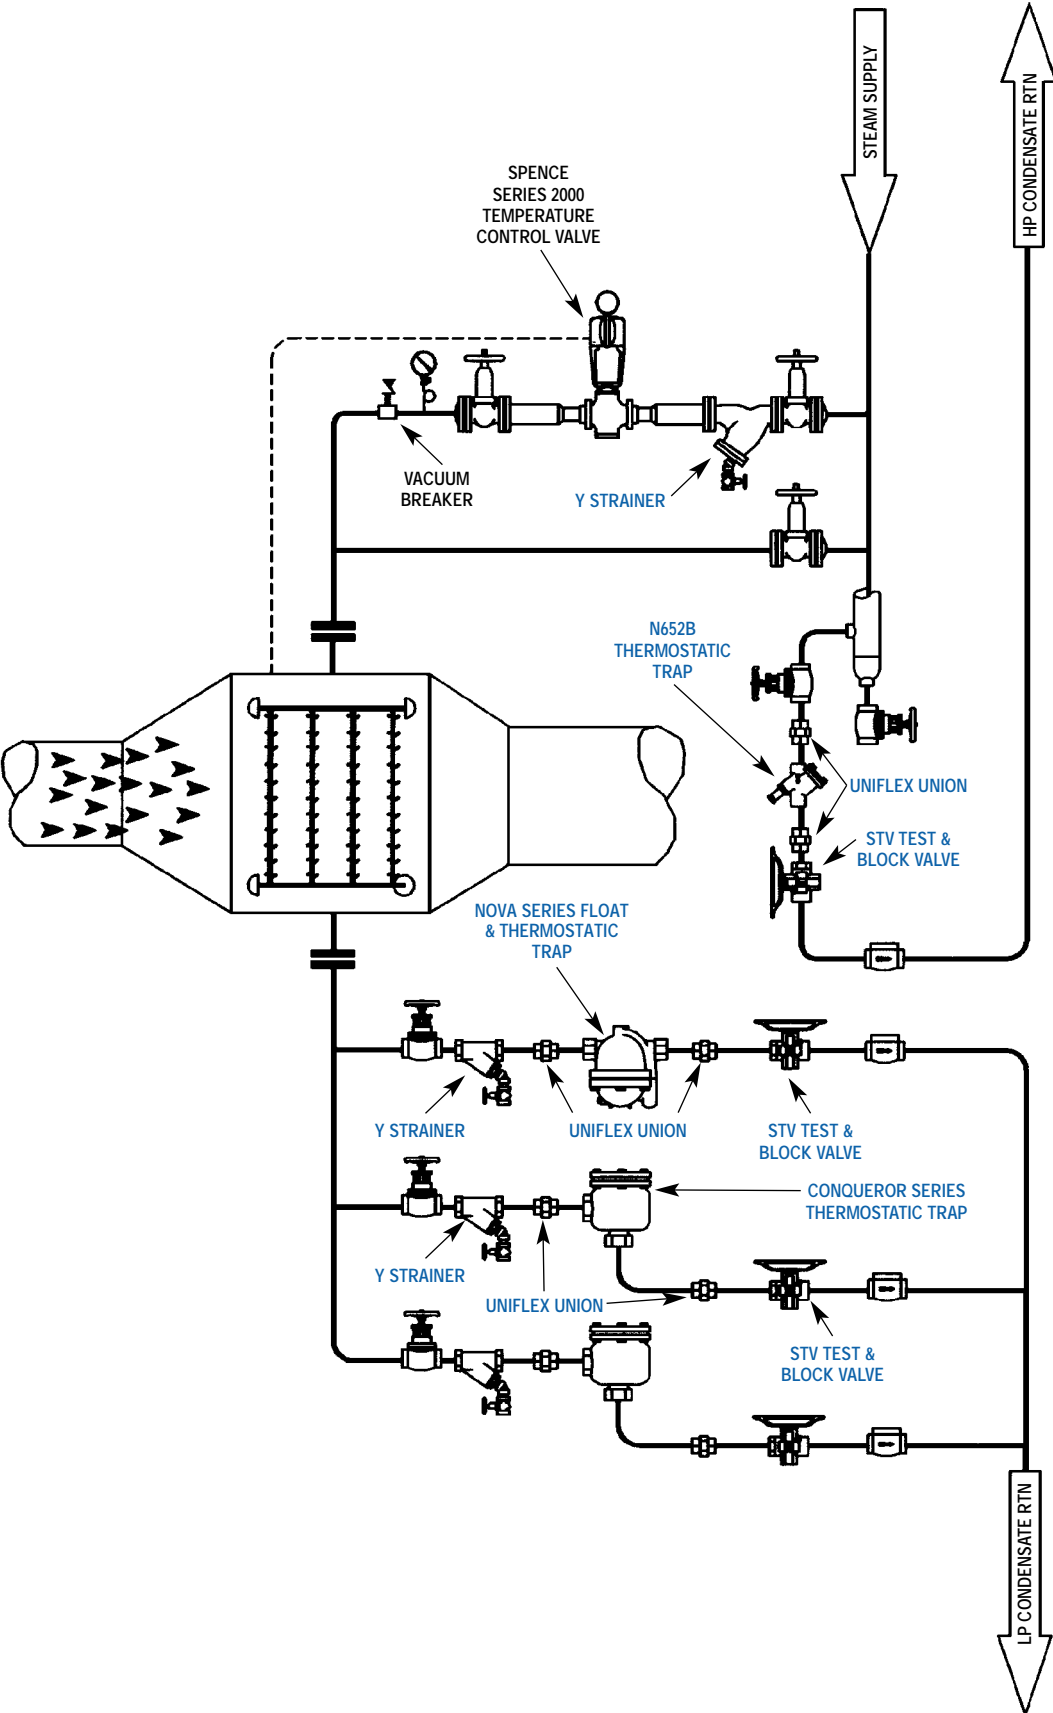 STEAM SUPPLY
HP CONDENSATE RTN
SPENCE
SERIES 2000
TEMPERATURE
CONTROL VALVE
VACUUM
BREAKER
Y STRAINER
N652B
THERMOSTATIC
TRAP
UNIFLEX UNION
STV TEST &
BLOCK VALVE
NOVA SERIES FLOAT
& THERMOSTATIC
TRAP
Y STRAINER
UNIFLEX UNION
STV TEST &
BLOCK VALVE
CONQUEROR SERIES
THERMOSTATIC TRAP
Y STRAINER
UNIFLEX UNION
STV TEST &
BLOCK VALVE
LP CONDENSATE RTN